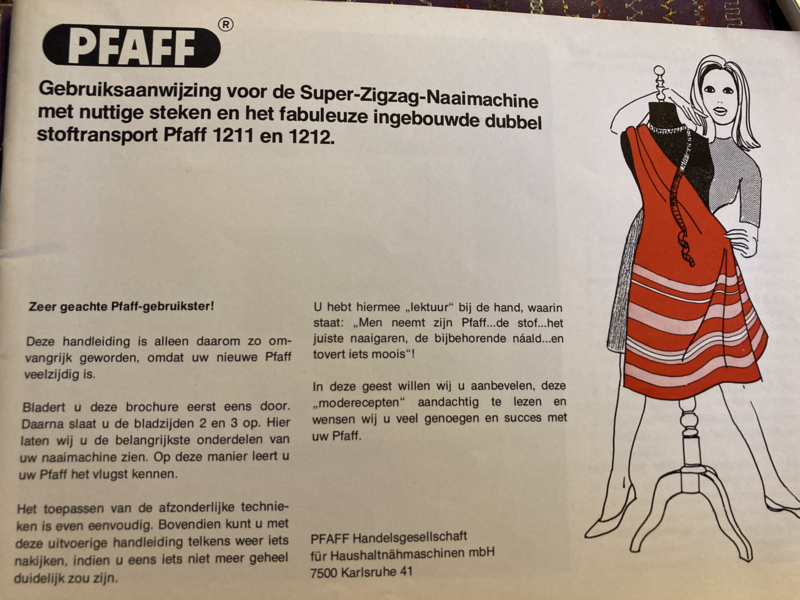 PFAFF ®
Gebruiksaanwijzing voor de Super-Zigzag-Naaimachine
met nuttige steken en het fabuleuze ingebouwde dubbel
stoftransport Pfaff 1211 en 1212.
Zeer geachte Pfaff-gebruikster!
Deze handleiding is alleen daarom zo om-
vangrijk geworden, omdat uw nieuwe Pfaff
veelzijdig is.
Bladert u deze brochure eerst eens door.
Daarna slaat u de bladzijden 2 en 3 op. Hier
laten wij u de belangrijkste onderdelen van
uw naaimachine zien. Op deze manier leert u
uw Pfaff het vlugst kennen.
Het toepassen van de afzonderlijke technie-
ken is even eenvoudig. Bovendien kunt u met
deze uitvoerige handleiding telkens weer iets
nakijken, indien u eens iets niet meer geheel
duidelijk zou zijn.
U hebt hiermee „lektuur“ bij de hand, waarin
staat: „Men neemt zijn Pfaff...de stof...het
juiste naaigaren, de bijbehorende náald...en
tovert iets moois“!
In deze geest willen wij u aanbevelen, deze
„moderecepten“ aandachtig te lezen en
wensen wij u veel genoegen en succes met
uw Pfaff.
PFAFF Handelsgesellschaft
für Haushaltnähmaschinen mbH
7500 Karlsruhe 41